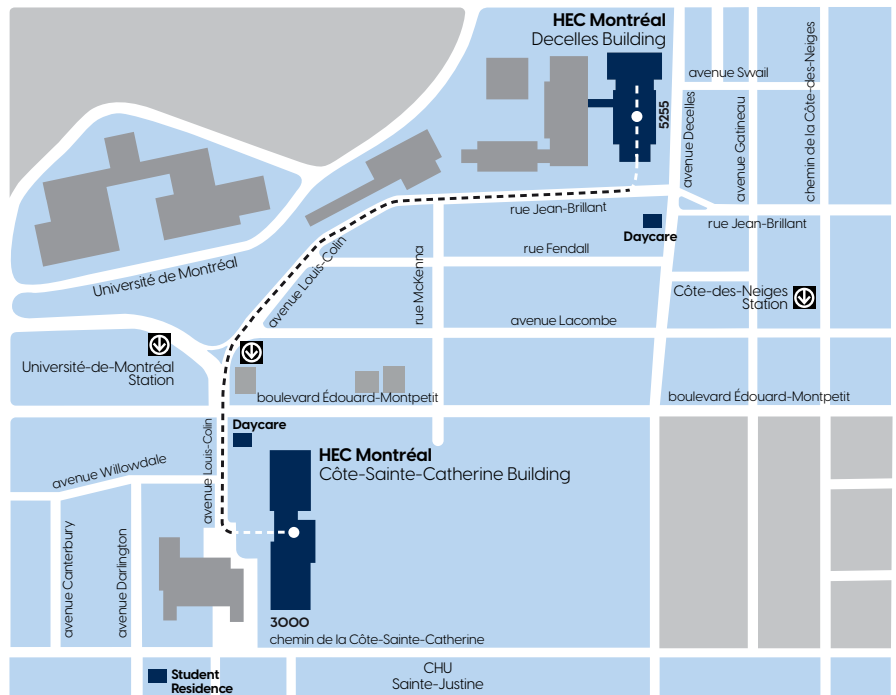 HEC Montréal
Decelles Building
avenue Swail
5255
avenue Decelles
avenue Gatineau
chemin de la Côte-des-Neiges
rue Jean-Brillant
rue Jean-Brillant
Daycare
rue Fendall
Université de Montréal
avenue Louis-Colin
rue McKenna
Côte-des-Neiges
Station
avenue Lacombe
Université-de-Montréal
Station
boulevard Édouard-Montpetit
boulevard Édouard-Montpetit
Daycare
avenue Louis-Colin
HEC Montréal
Côte-Sainte-Catherine Building
avenue Willowdale
avenue Canterbury
avenue Darlington
3000
chemin de la Côte-Sainte-Catherine
Student
Residence
CHU
Sainte-Justine